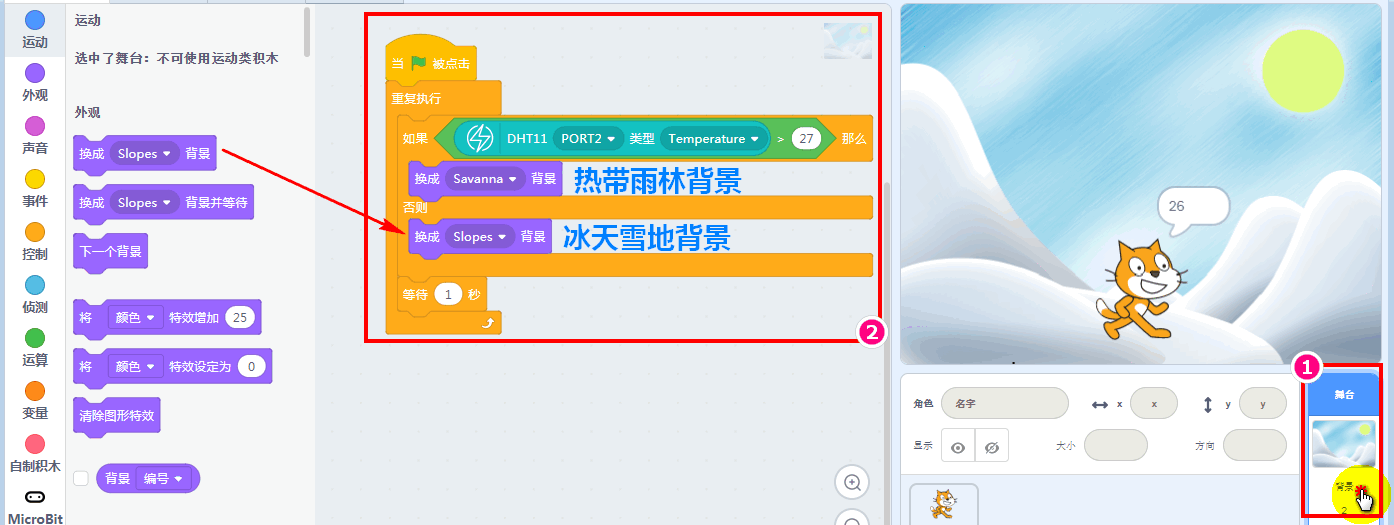 运动
外观
声音
事件
控制
侦测
运算
变量
自制积木
MicroBit
运动
选中了舞台：不可使用运动类积木
外观
换成 Slopes 背景
换成 Slopes 背景并等待
下一个背景
将 颜色 特效增加 25
将 颜色 特效设定为 0
清除图形特效
背景 编号
当 被点击
重复执行
如果 DHT11 PORT2 类型 Temperature > 27 那么
换成 Savanna 背景 热带雨林背景
否则
换成 Slopes 背景 冰天雪地背景
等待 1 秒
2
26
1
角色 名字 x x y y
显示 大小 方向
舞台
背景
2